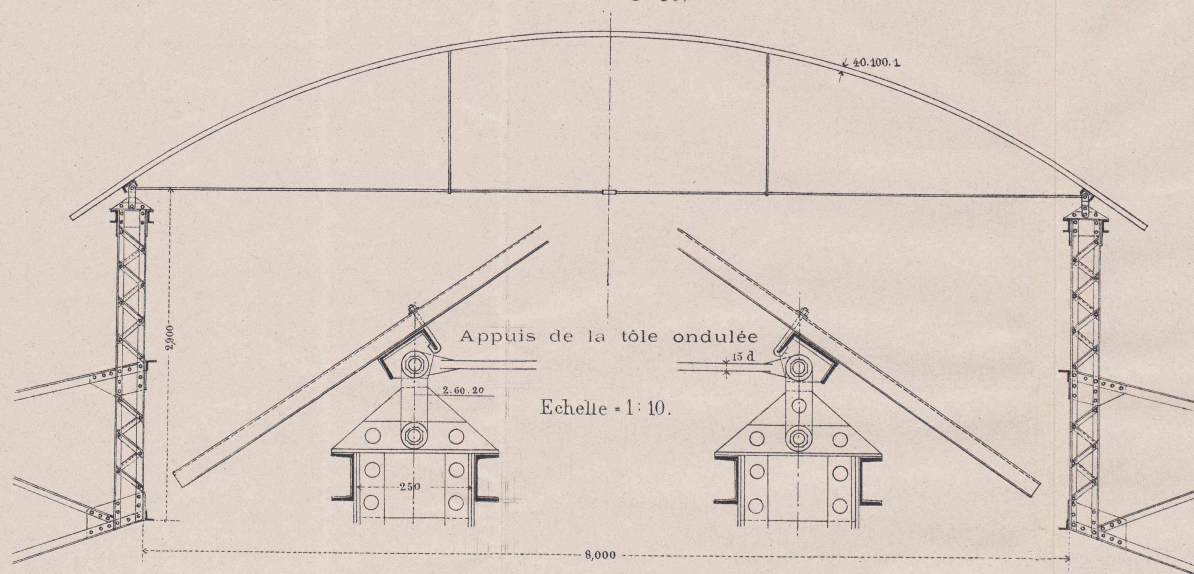 40.100.1
2,900
Appuis de la tôle ondulée
15 d
2.60.20
Echelle = 1 : 10.
250
8,000